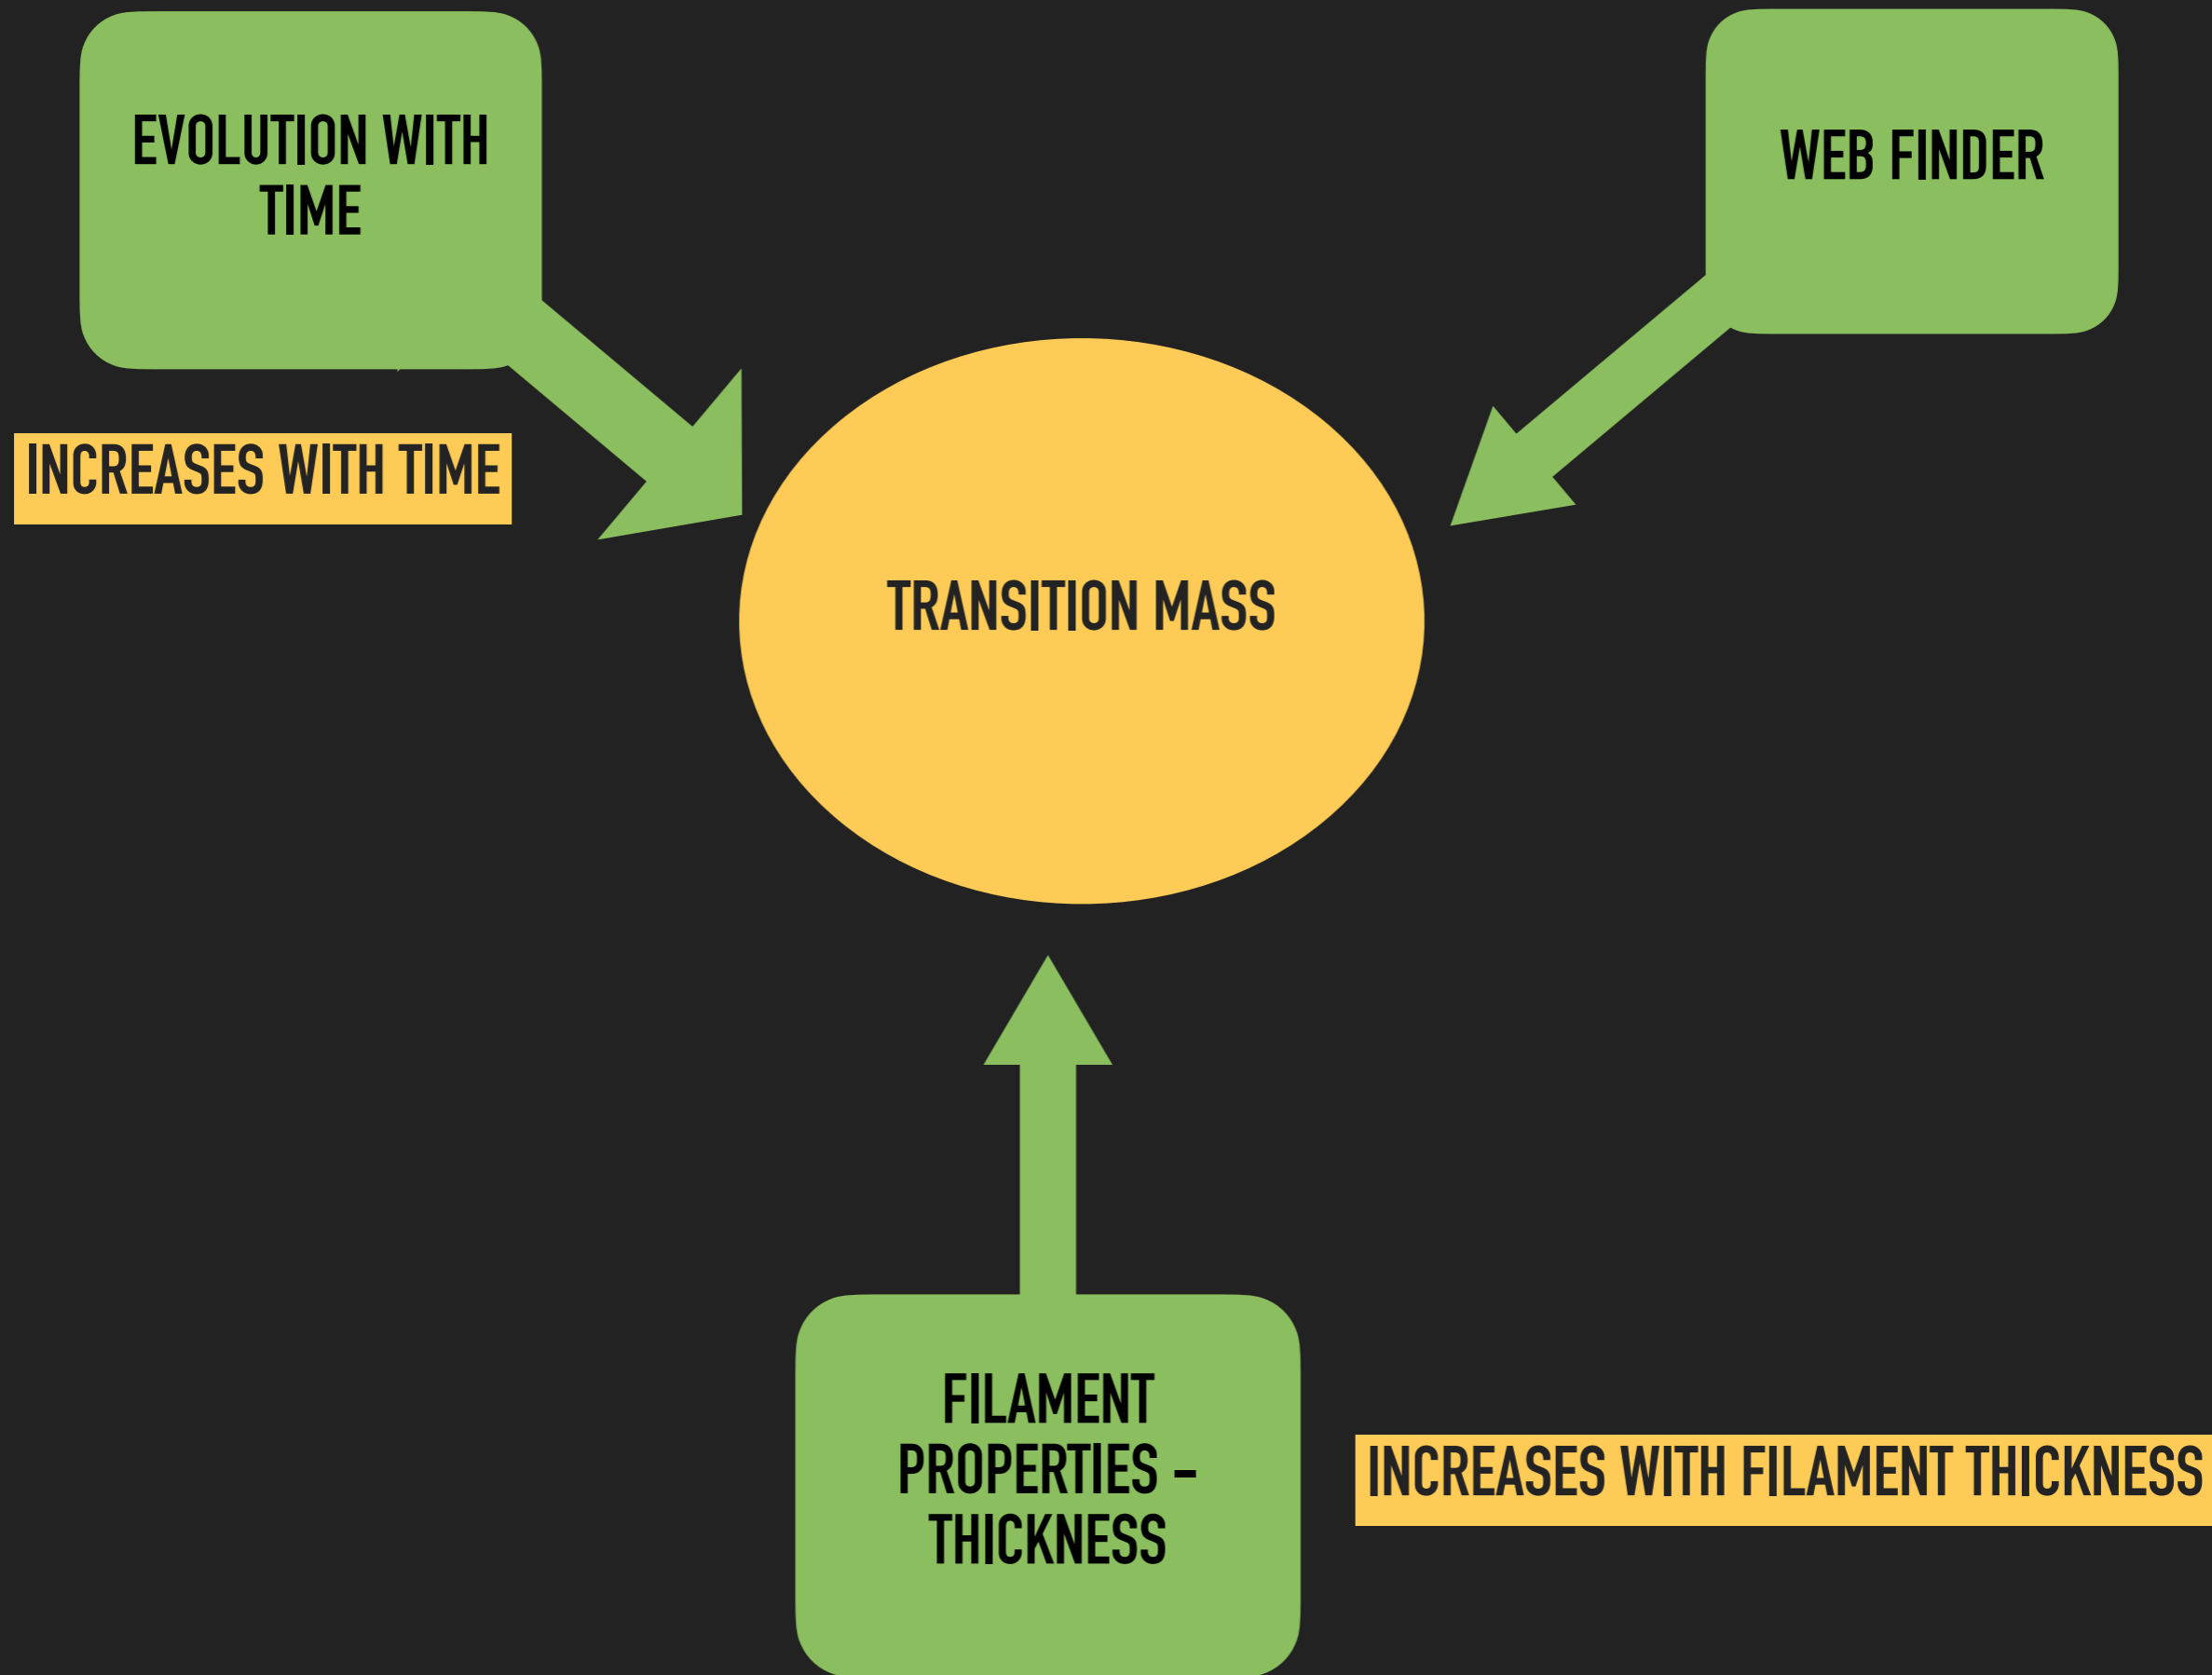 EVOLUTION WITH
TIME
WEB FINDER
INCREASES WITH TIME
TRANSITION MASS
FILAMENT
PROPERTIES –
THICKNESS
INCREASES WITH FILAMENT THICKNESS